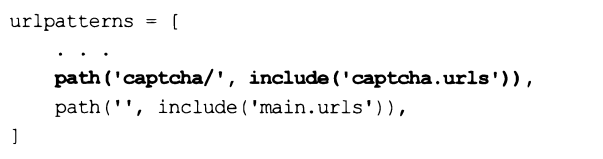 urlpatterns = [
    . . .
    path('captcha/', include('captcha.urls')),
    path('', include('main.urls')),
]